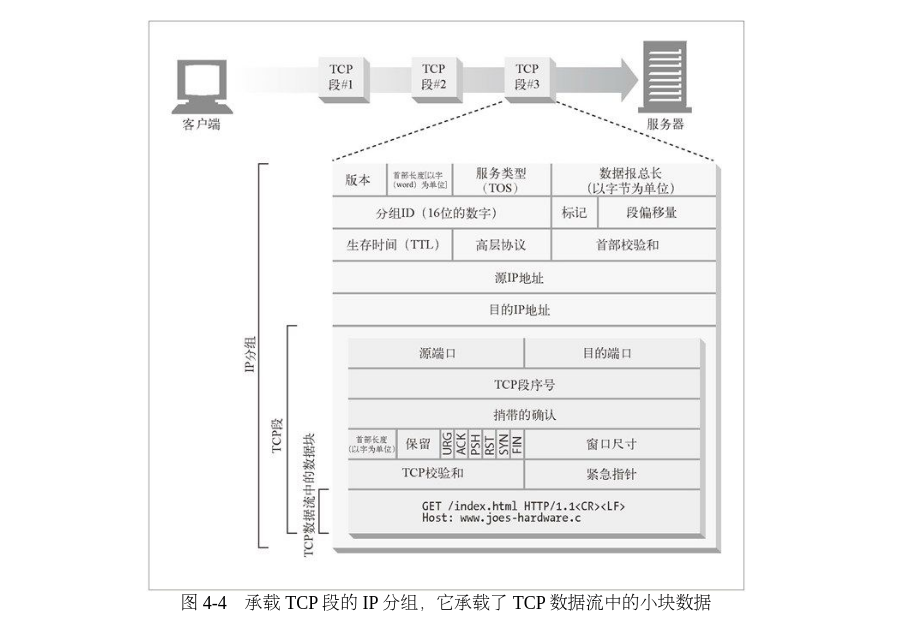 TCP
段#1
TCP
段#2
TCP
段#3
客户端
服务器
版本
首部长度[以字
(word) 为单位]
服务类型
(TOS)
数据报总长
(以字节为单位)
分组ID（16位的数字）
标记
段偏移量
生存时间（TTL）
高层协议
首部校验和
源IP地址
目的IP地址
IP分组
TCP段
TCP数据流中的数据块
源端口
目的端口
TCP段序号
捎带的确认
首部长度
(以字为单位)
保留
URG
ACK
PSH
RST
SYN
FIN
窗口尺寸
TCP校验和
紧急指针
GET /index.html HTTP/1.1<CR><LF>
Host: www.joes-hardware.c
图 4-4 承载 TCP 段的 IP 分组，它承载了 TCP 数据流中的小块数据